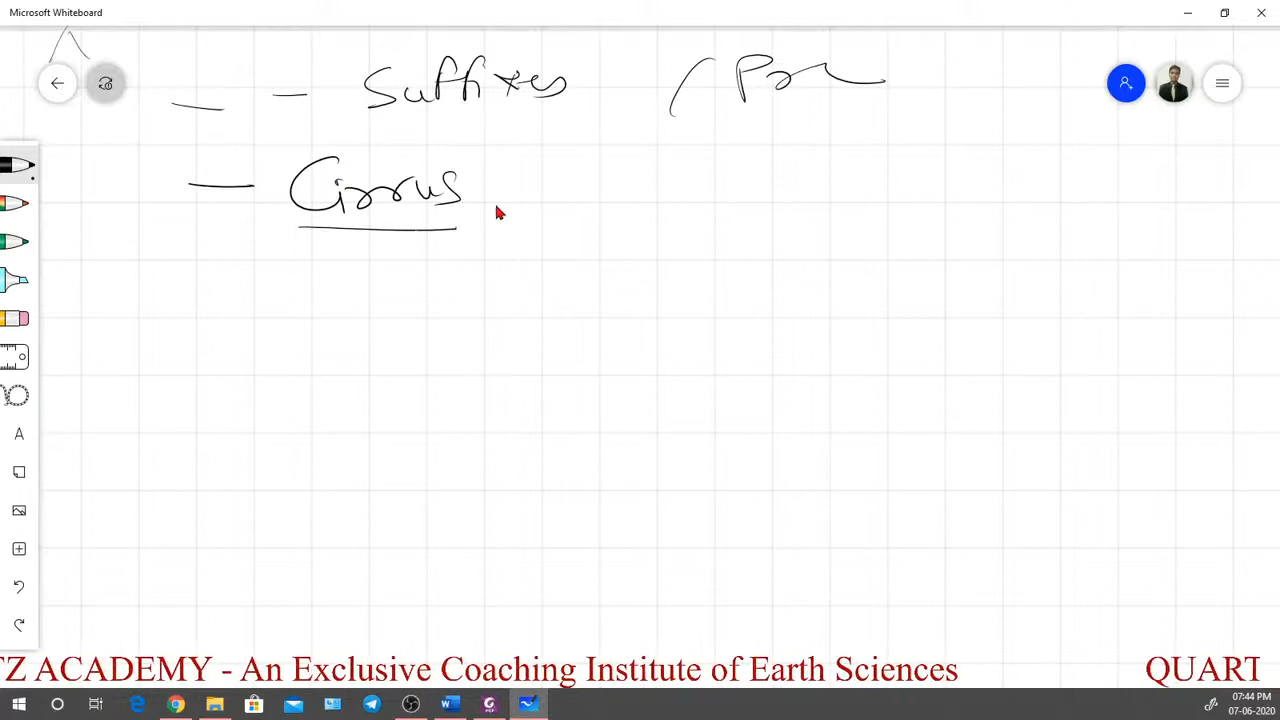 Microsoft Whiteboard
- - Suffixes
- Cirrus
A
TZ ACADEMY - An Exclusive Coaching Institute of Earth Sciences QUART
07:44 PM
07-06-2020